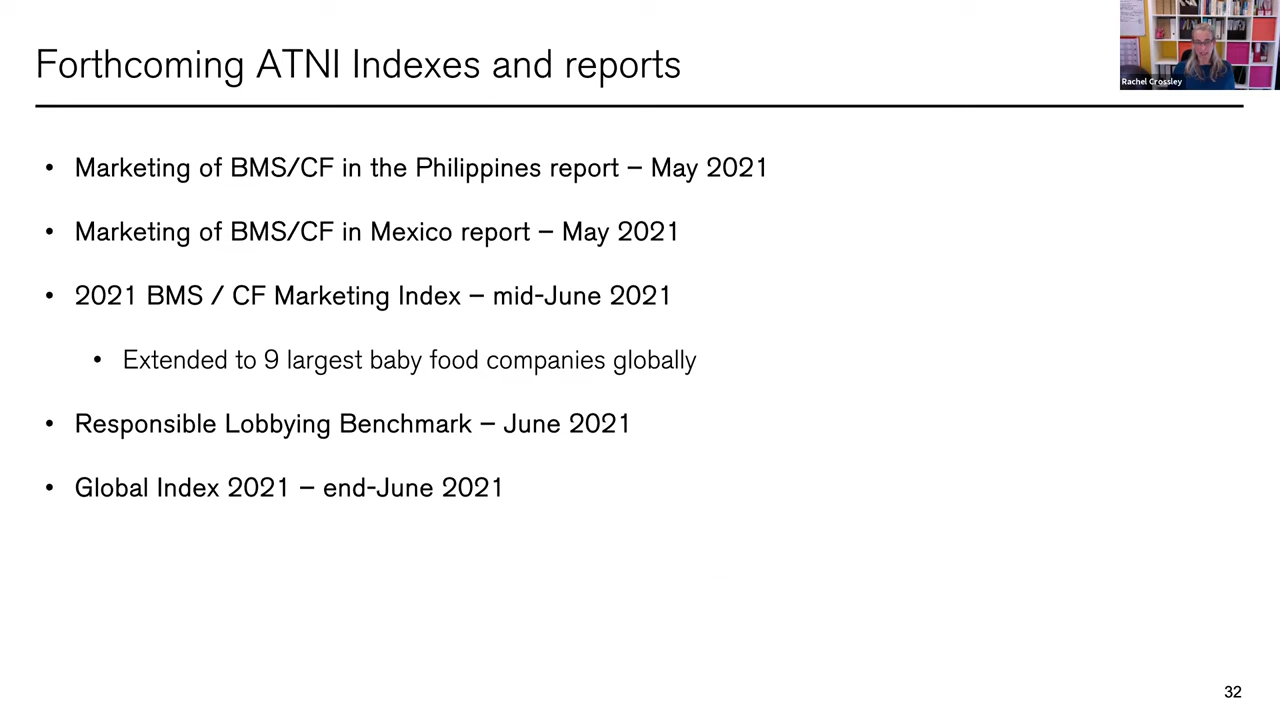 Forthcoming ATNI Indexes and reports
Rachel Crossley
• Marketing of BMS/CF in the Philippines report – May 2021
• Marketing of BMS/CF in Mexico report – May 2021
• 2021 BMS / CF Marketing Index – mid-June 2021
• Extended to 9 largest baby food companies globally
• Responsible Lobbying Benchmark – June 2021
• Global Index 2021 – end-June 2021
32